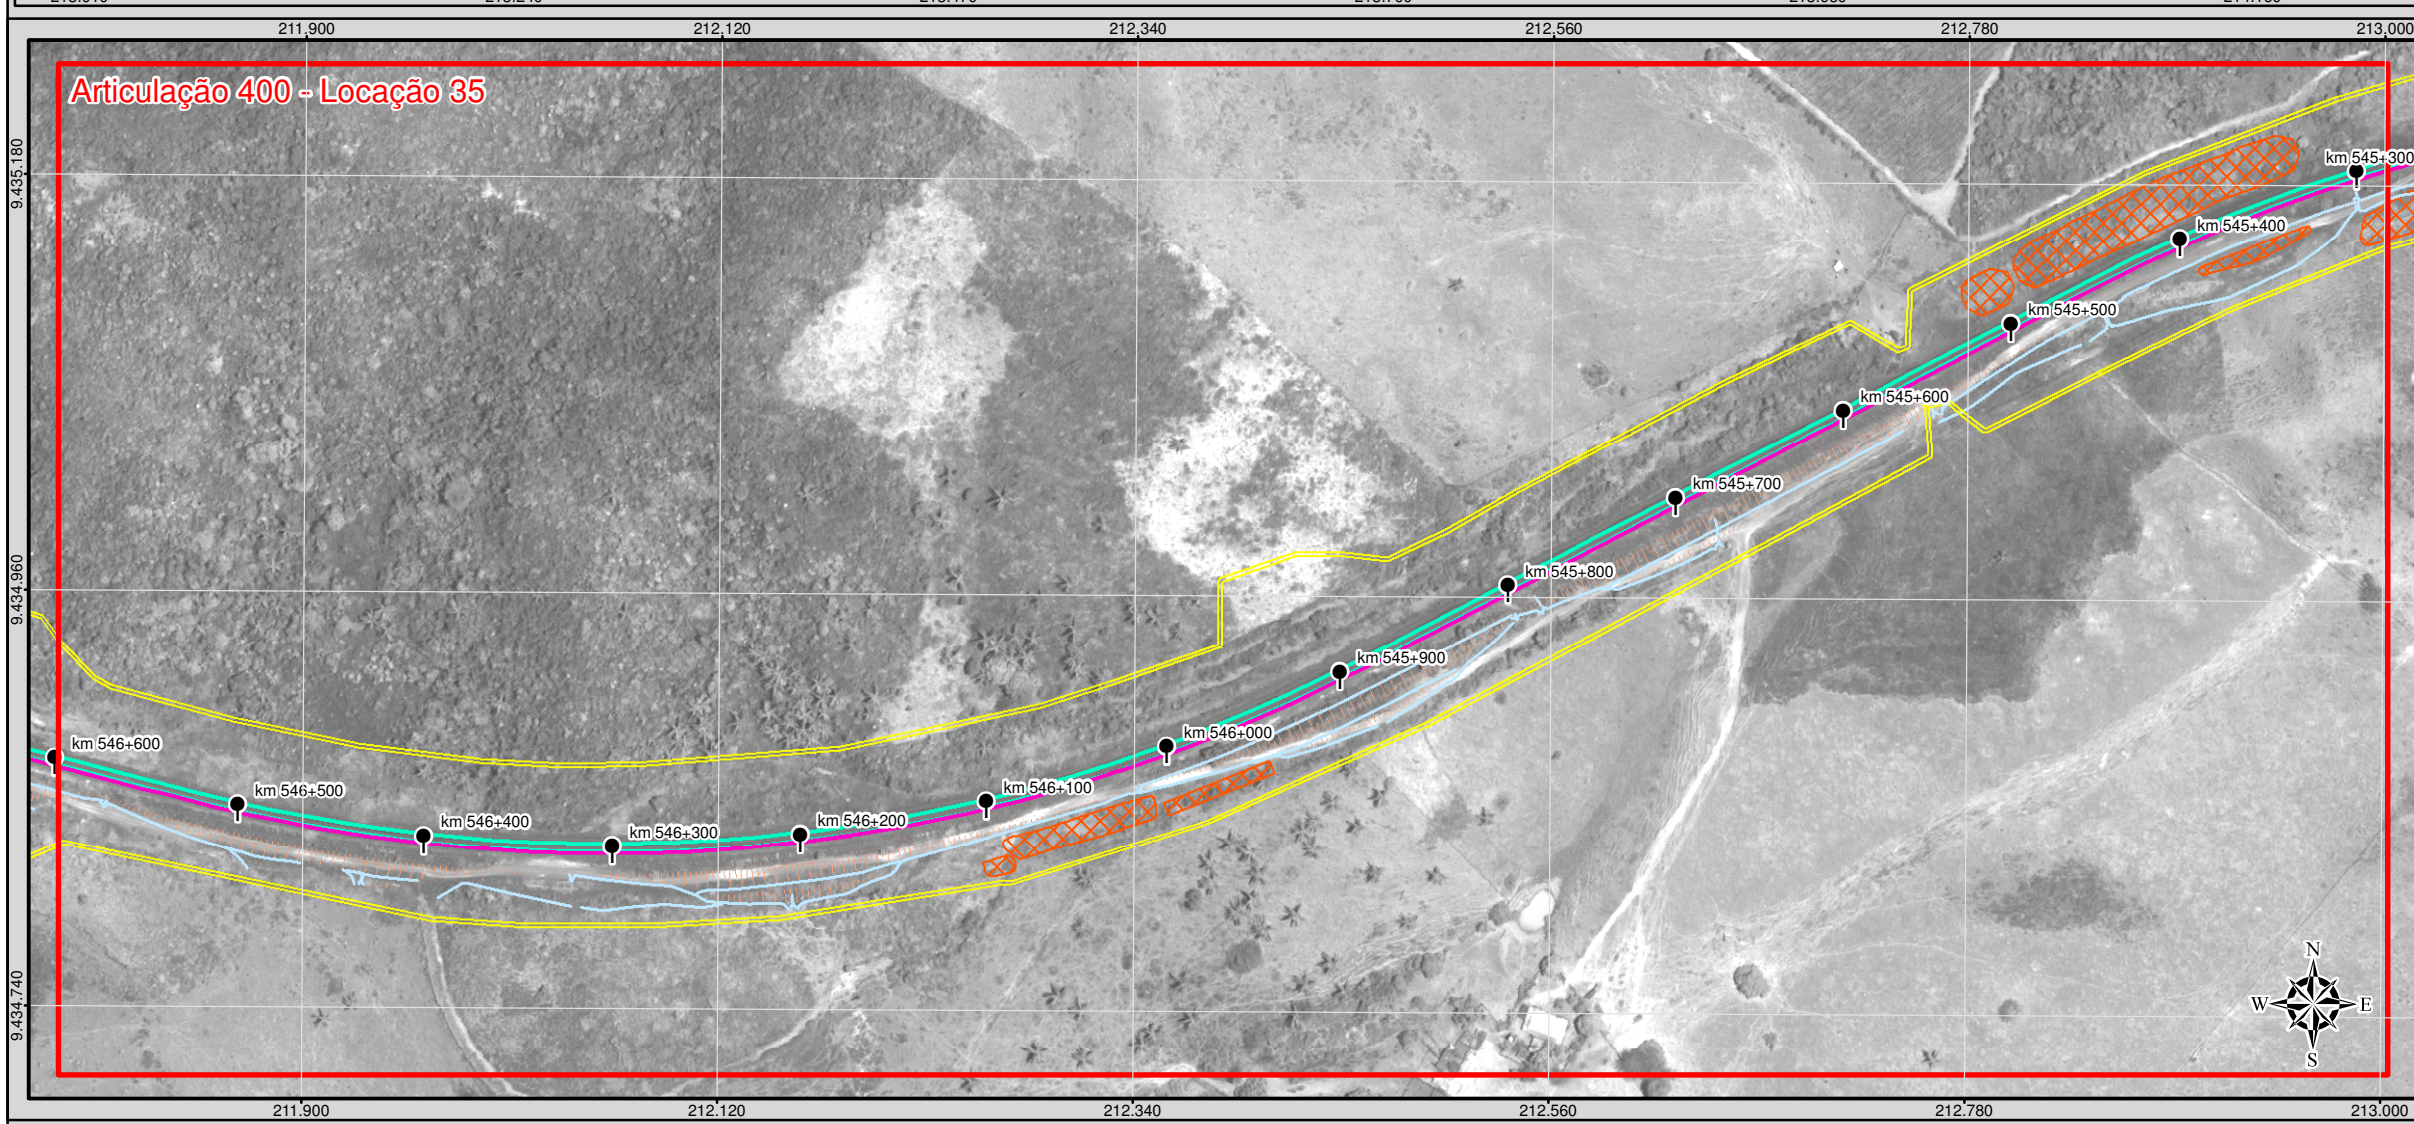 211.900 212.120 212.340 212.560 212.780 213.000
Articulação 400 - Locação 35
9.435.180
km 545+300
km 545+400
km 545+500
km 545+600
km 545+700
9.434.960
km 545+800
km 545+900
km 546+000
km 546+600
km 546+100
km 546+500
km 546+200
km 546+400
km 546+300
9.434.740
N
W E
S
211.900 212.120 212.340 212.560 212.780 213.000